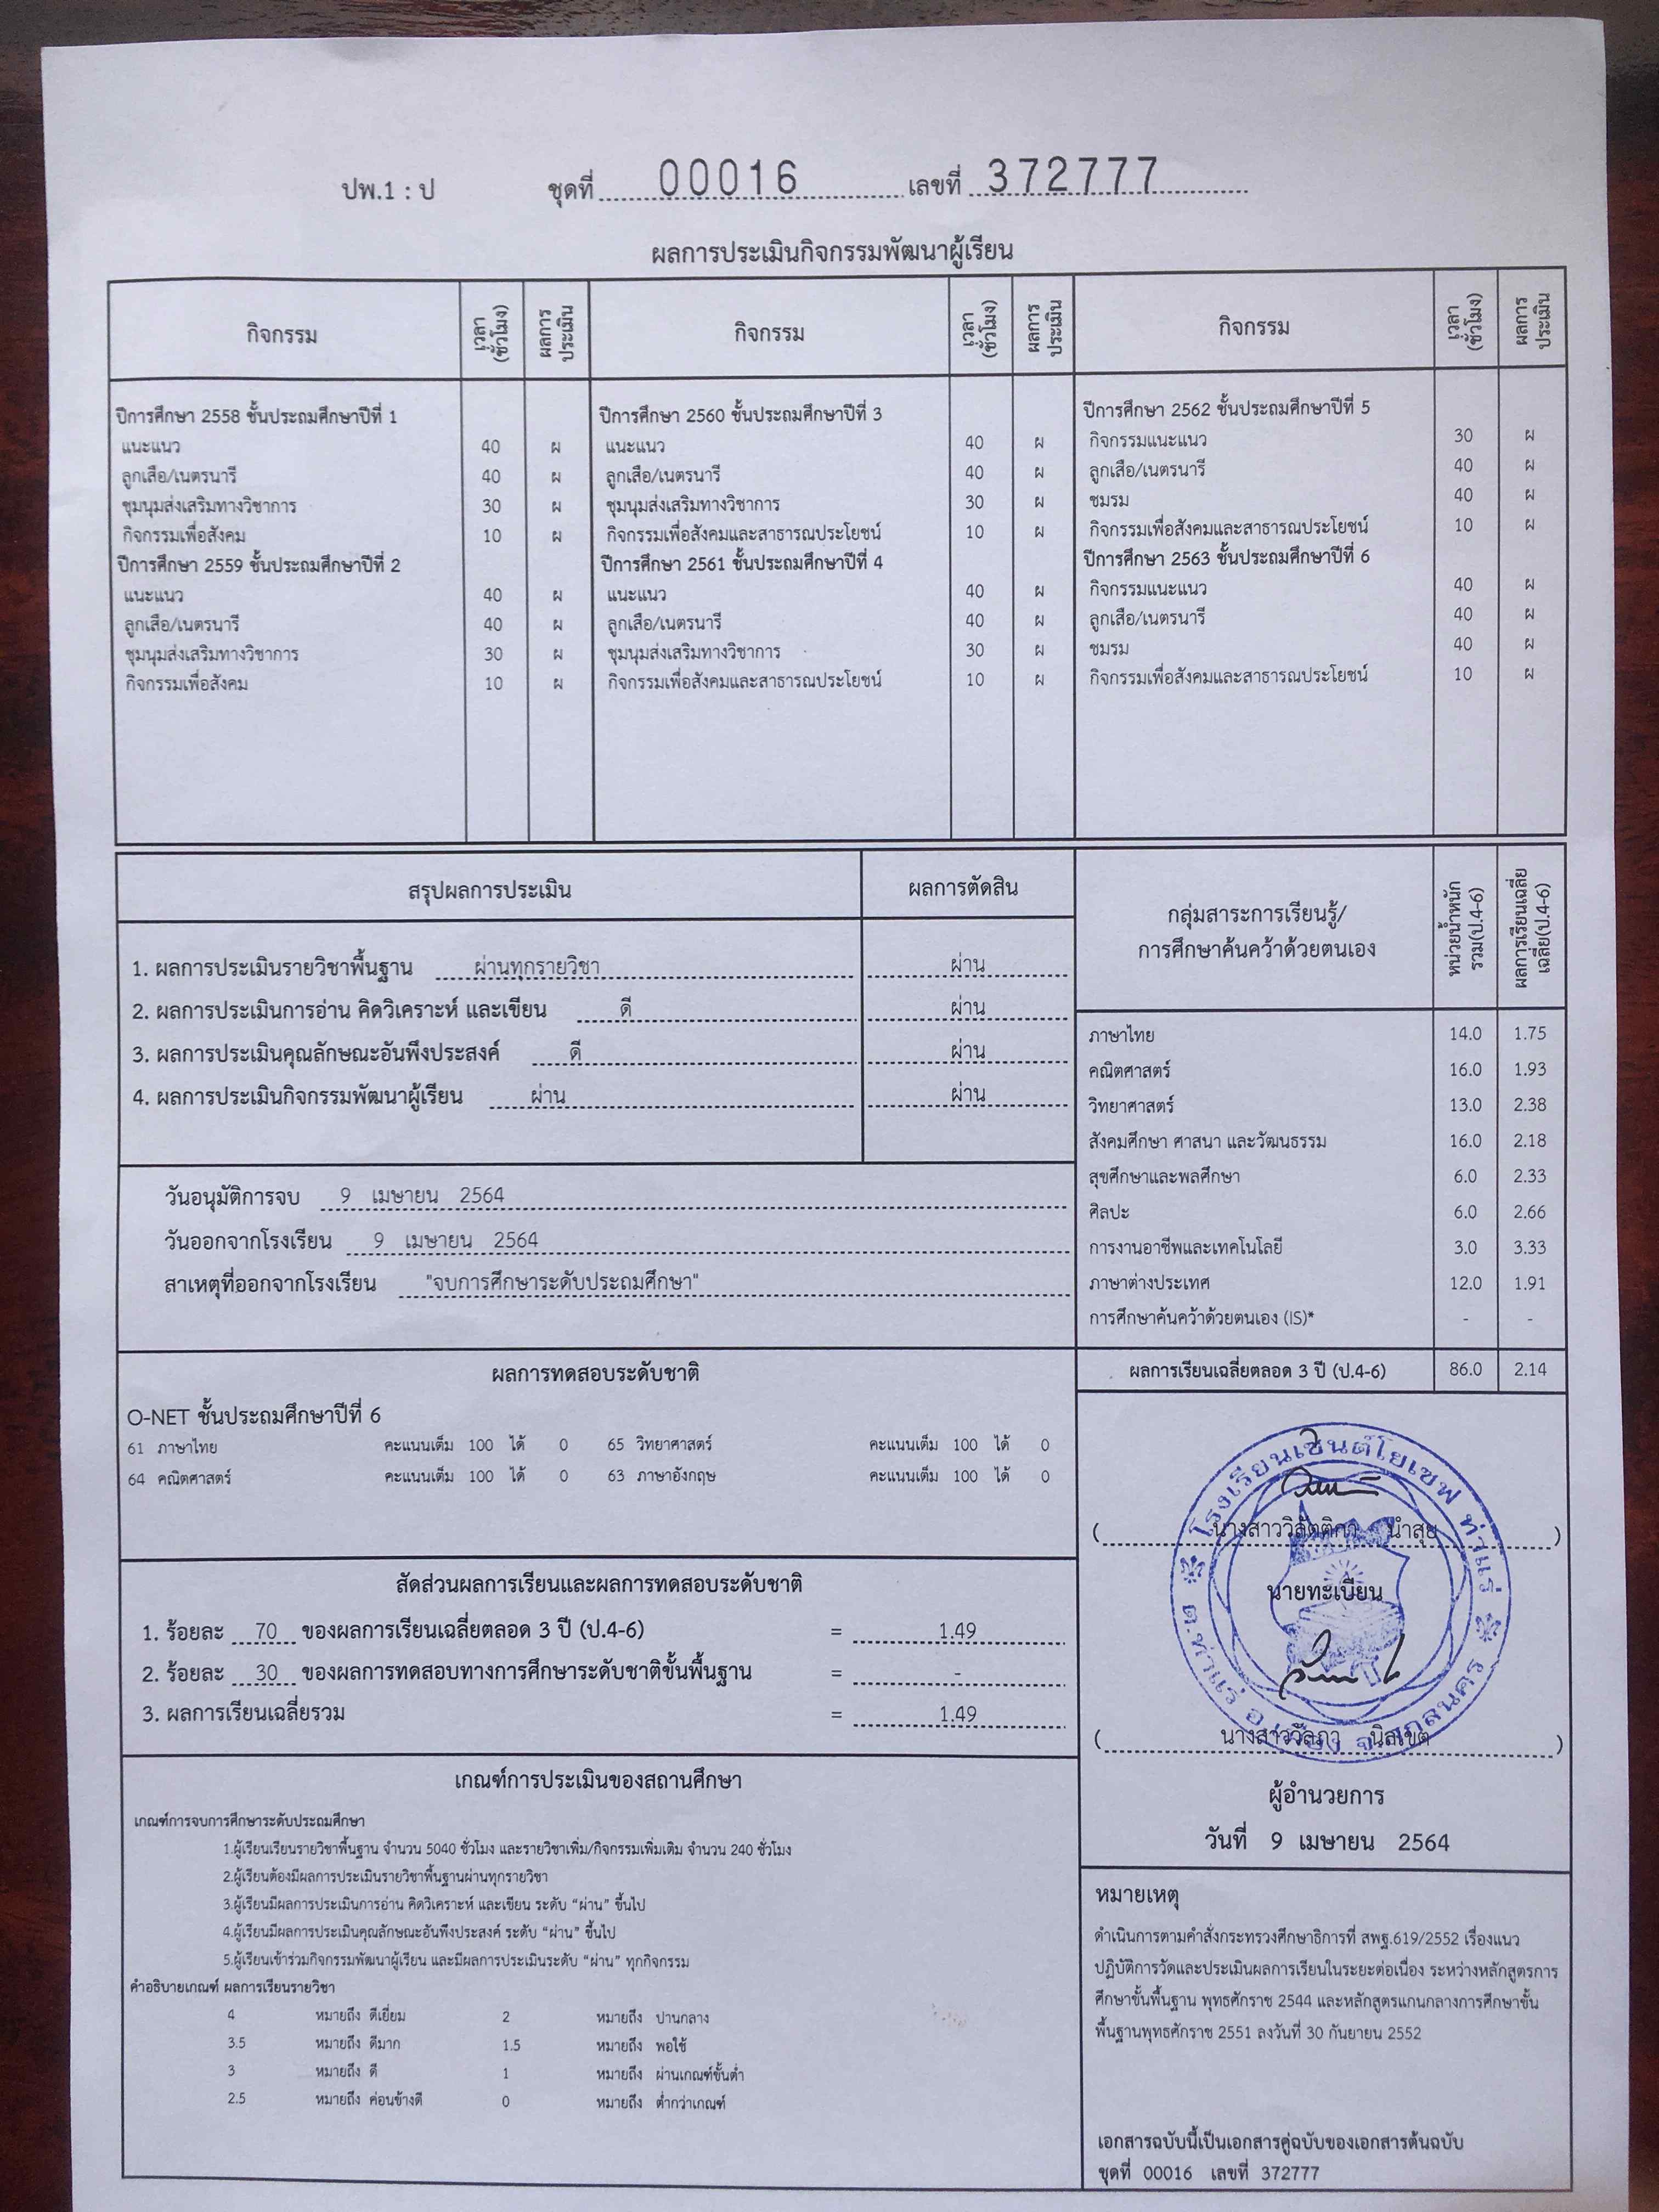 ปพ.1 : ป ชุดที่ 00016 เลขที่ 372777
ผลการประเมินกิจกรรมพัฒนาผู้เรียน
กิจกรรม เวลา (ชั่วโมง) ผลการประเมิน กิจกรรม เวลา (ชั่วโมง) ผลการประเมิน กิจกรรม เวลา (ชั่วโมง) ผลการประเมิน
ปีการศึกษา 2558 ชั้นประถมศึกษาปีที่ 1
แนะแนว 40 ผ
ลูกเสือ/เนตรนารี 40 ผ
ชุมนุมส่งเสริมทางวิชาการ 30 ผ
กิจกรรมเพื่อสังคม 10 ผ
ปีการศึกษา 2559 ชั้นประถมศึกษาปีที่ 2
แนะแนว 40 ผ
ลูกเสือ/เนตรนารี 40 ผ
ชุมนุมส่งเสริมทางวิชาการ 30 ผ
กิจกรรมเพื่อสังคม 10 ผ
ปีการศึกษา 2560 ชั้นประถมศึกษาปีที่ 3
แนะแนว 40 ผ
ลูกเสือ/เนตรนารี 40 ผ
ชุมนุมส่งเสริมทางวิชาการ 30 ผ
กิจกรรมเพื่อสังคมและสาธารณประโยชน์ 10 ผ
ปีการศึกษา 2561 ชั้นประถมศึกษาปีที่ 4
แนะแนว 40 ผ
ลูกเสือ/เนตรนารี 40 ผ
ชุมนุมส่งเสริมทางวิชาการ 30 ผ
กิจกรรมเพื่อสังคมและสาธารณประโยชน์ 10 ผ
ปีการศึกษา 2562 ชั้นประถมศึกษาปีที่ 5
กิจกรรมแนะแนว 30 ผ
ลูกเสือ/เนตรนารี 40 ผ
ชมรม 40 ผ
กิจกรรมเพื่อสังคมและสาธารณประโยชน์ 10 ผ
ปีการศึกษา 2563 ชั้นประถมศึกษาปีที่ 6
กิจกรรมแนะแนว 40 ผ
ลูกเสือ/เนตรนารี 40 ผ
ชมรม 40 ผ
กิจกรรมเพื่อสังคมและสาธารณประโยชน์ 10 ผ
สรุปผลการประเมิน ผลการตัดสิน
1. ผลการประเมินรายวิชาพื้นฐาน ผ่านทุกรายวิชา ผ่าน
2. ผลการประเมินการอ่าน คิดวิเคราะห์ และเขียน ดี ผ่าน
3. ผลการประเมินคุณลักษณะอันพึงประสงค์ ดี ผ่าน
4. ผลการประเมินกิจกรรมพัฒนาผู้เรียน ผ่าน ผ่าน
วันอนุมัติการจบ 9 เมษายน 2564
วันออกจากโรงเรียน 9 เมษายน 2564
สาเหตุที่ออกจากโรงเรียน "จบการศึกษาระดับประถมศึกษา"
กลุ่มสาระการเรียนรู้/
การศึกษาค้นคว้าด้วยตนเอง
หน่วยน้ำหนัก
รวม(ป.4-6)
ผลการเรียนเฉลี่ย
เฉลี่ย(ป.4-6)
ภาษาไทย 14.0 1.75
คณิตศาสตร์ 16.0 1.93
วิทยาศาสตร์ 13.0 2.38
สังคมศึกษา ศาสนา และวัฒนธรรม 16.0 2.18
สุขศึกษาและพลศึกษา 6.0 2.33
ศิลปะ 6.0 2.66
การงานอาชีพและเทคโนโลยี 3.0 3.33
ภาษาต่างประเทศ 12.0 1.91
การศึกษาค้นคว้าด้วยตนเอง (IS)* - -
ผลการเรียนเฉลี่ยตลอด 3 ปี (ป.4-6) 86.0 2.14
ผลการทดสอบระดับชาติ
O-NET ชั้นประถมศึกษาปีที่ 6
61 ภาษาไทย คะแนนเต็ม 100 ได้ 0 65 วิทยาศาสตร์ คะแนนเต็ม 100 ได้ 0
64 คณิตศาสตร์ คะแนนเต็ม 100 ได้ 0 63 ภาษาอังกฤษ คะแนนเต็ม 100 ได้ 0
สัดส่วนผลการเรียนและผลการทดสอบระดับชาติ
1. ร้อยละ 70 ของผลการเรียนเฉลี่ยตลอด 3 ปี (ป.4-6) = 1.49
2. ร้อยละ 30 ของผลการทดสอบทางการศึกษาระดับชาติขั้นพื้นฐาน = -
3. ผลการเรียนเฉลี่ยรวม = 1.49
โรงเรียนเซนต์โยเซฟ ท่าแร่
ต.ท่าแร่ อ.เมือง จ.สกลนคร
(นางสาว นำสุย)
นายทะเบียน
(นางสาววัลภา นิลเขต)
ผู้อำนวยการ
วันที่ 9 เมษายน 2564
เกณฑ์การประเมินของสถานศึกษา
เกณฑ์การจบการศึกษาระดับประถมศึกษา
1.ผู้เรียนเรียนรายวิชาพื้นฐาน จำนวน 5040 ชั่วโมง และรายวิชาเพิ่ม/กิจกรรมเพิ่มเติม จำนวน 240 ชั่วโมง
2.ผู้เรียนต้องมีผลการประเมินรายวิชาพื้นฐานผ่านทุกรายวิชา
3.ผู้เรียนมีผลการประเมินการอ่าน คิดวิเคราะห์ และเขียน ระดับ "ผ่าน" ขึ้นไป
4.ผู้เรียนมีผลการประเมินคุณลักษณะอันพึงประสงค์ ระดับ "ผ่าน" ขึ้นไป
5.ผู้เรียนเข้าร่วมกิจกรรมพัฒนาผู้เรียน และมีผลการประเมินระดับ "ผ่าน" ทุกกิจกรรม
คำอธิบายเกณฑ์ ผลการเรียนรายวิชา
4 หมายถึง ดีเยี่ยม 2 หมายถึง ปานกลาง
3.5 หมายถึง ดีมาก 1.5 หมายถึง พอใช้
3 หมายถึง ดี 1 หมายถึง ผ่านเกณฑ์ขั้นต่ำ
2.5 หมายถึง ค่อนข้างดี 0 หมายถึง ต่ำกว่าเกณฑ์
หมายเหตุ
ดำเนินการตามคำสั่งกระทรวงศึกษาธิการที่ สพฐ.619/2552 เรื่องแนว
ปฏิบัติการวัดและประเมินผลการเรียนในระยะต่อเนื่อง ระหว่างหลักสูตรการ
ศึกษาขั้นพื้นฐาน พุทธศักราช 2544 และหลักสูตรแกนกลางการศึกษาขั้น
พื้นฐานพุทธศักราช 2551 ลงวันที่ 30 กันยายน 2552
เอกสารฉบับนี้เป็นเอกสารคู่ฉบับของเอกสารต้นฉบับ
ชุดที่ 00016 เลขที่ 372777